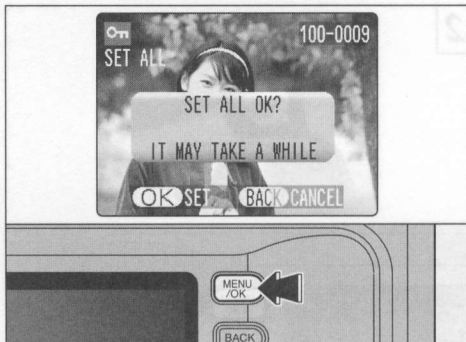 100-0009
SET ALL
SET ALL OK?
IT MAY TAKE A WHILE
OK SET BACK CANCEL
MENU
/OK
BACK